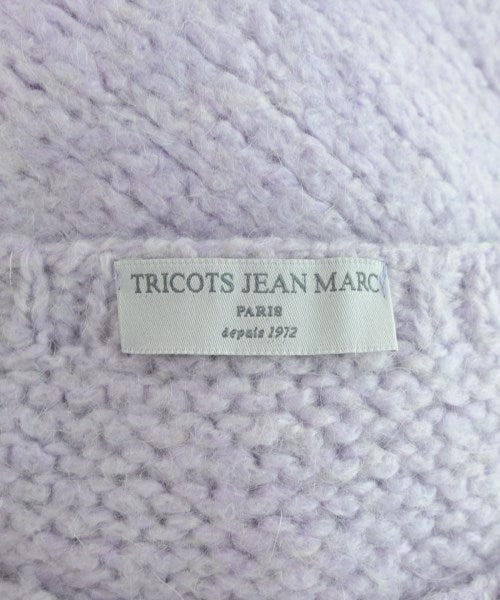 TRICOTS JEAN MARC
PARIS
depuis 1972